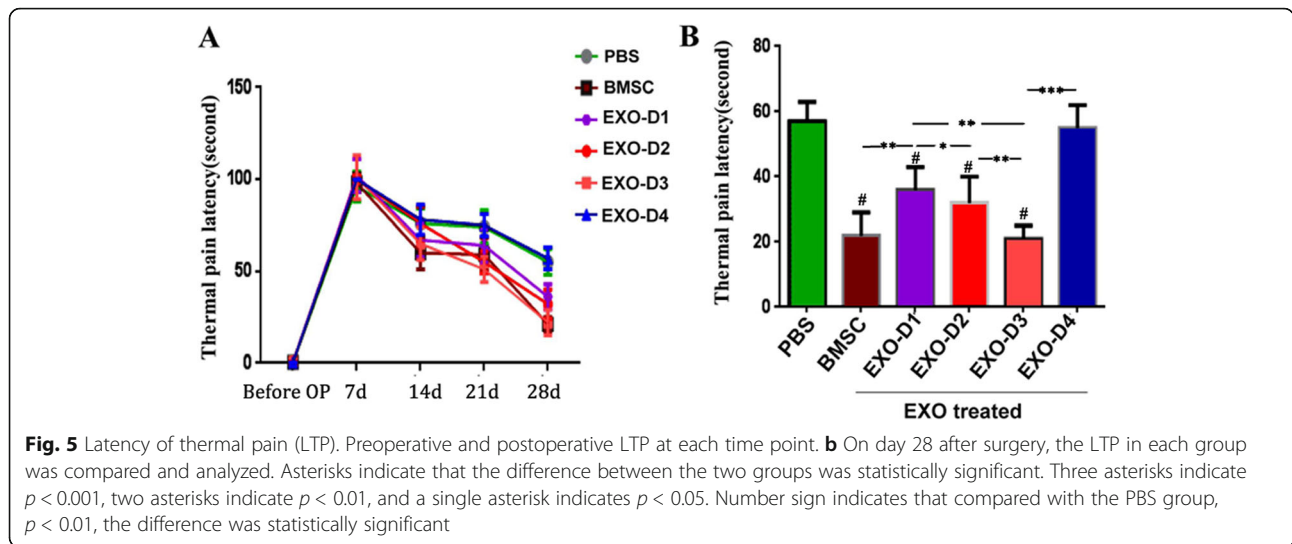 A
PBS
BMSC
EXO-D1
EXO-D2
EXO-D3
EXO-D4
Thermal pain latency(second)
150
100
50
0
Before OP 7d 14d 21d 28d
B
Thermal pain latency(second)
80
60
40
20
0
***
**
** *
**
# # # #
PBS BMSC EXO-D1 EXO-D2 EXO-D3 EXO-D4
EXO treated
Fig. 5 Latency of thermal pain (LTP). Preoperative and postoperative LTP at each time point. b On day 28 after surgery, the LTP in each group
was compared and analyzed. Asterisks indicate that the difference between the two groups was statistically significant. Three asterisks indicate
p < 0.001, two asterisks indicate p < 0.01, and a single asterisk indicates p < 0.05. Number sign indicates that compared with the PBS group,
p < 0.01, the difference was statistically significant